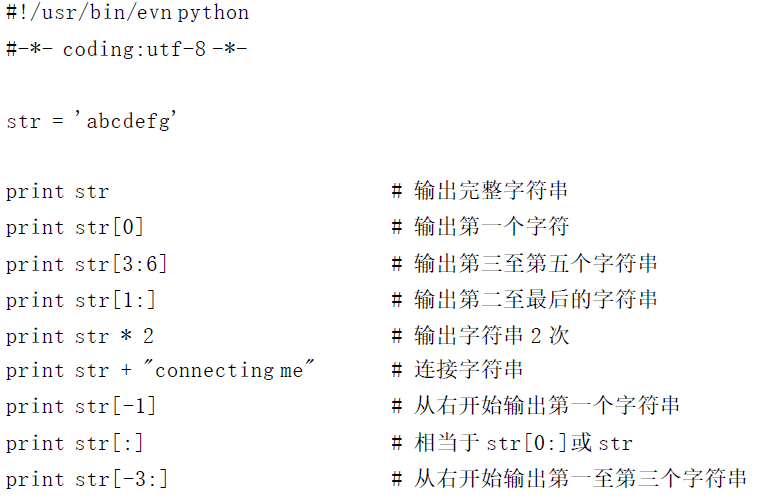 #!/usr/bin/evn python
#-*- coding:utf-8 -*-
str = 'abcdefg'
print str # 输出完整字符串
print str[0] # 输出第一个字符
print str[3:6] # 输出第三至第五个字符串
print str[1:] # 输出第二至最后的字符串
print str * 2 # 输出字符串2次
print str + "connecting me" # 连接字符串
print str[-1] # 从右开始输出第一个字符串
print str[:] # 相当于str[0:]或str
print str[-3:] # 从右开始输出第一至第三个字符串